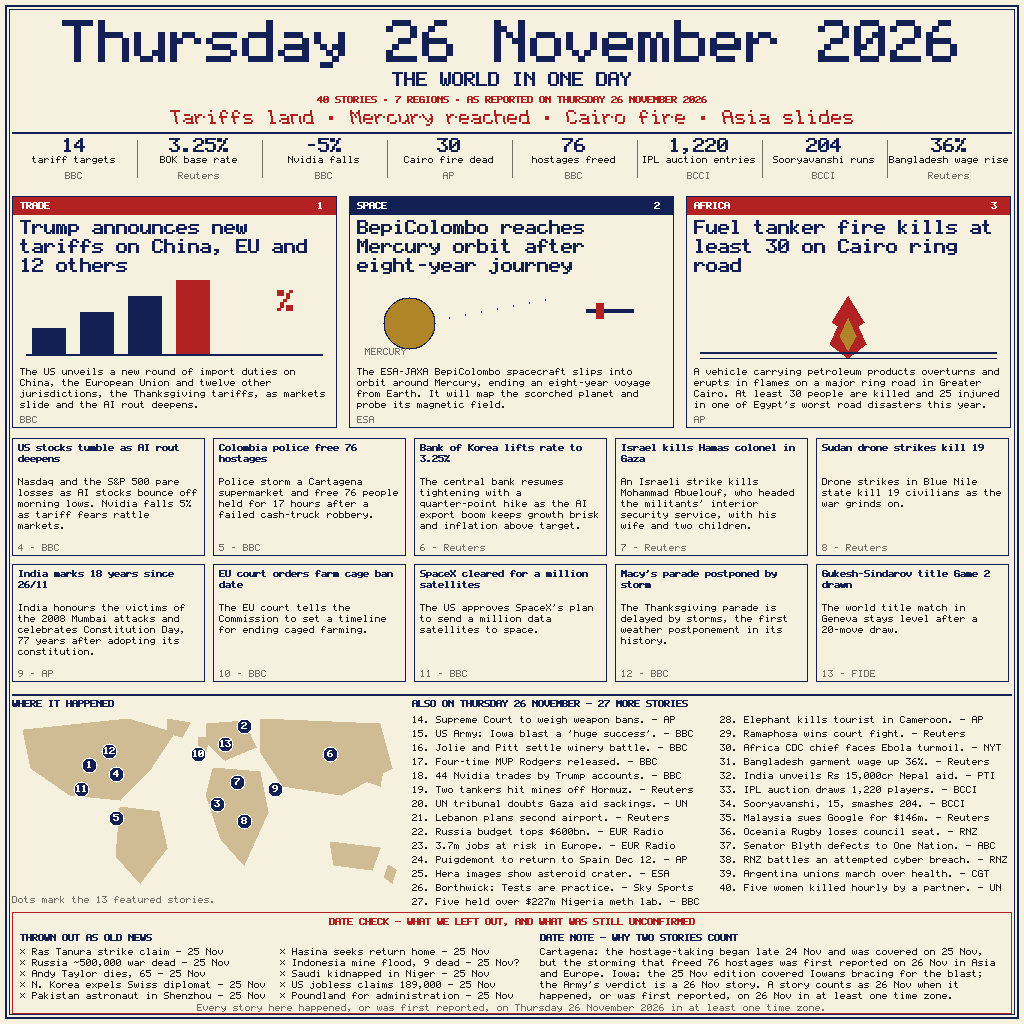 Thursday 26 November 2026
THE WORLD IN ONE DAY
40 STORIES · 7 REGIONS · AS REPORTED ON THURSDAY 26 NOVEMBER 2026
Tariffs land · Mercury reached · Cairo fire · Asia slides
14
tariff targets
BBC
3.25%
BOK base rate
Reuters
-5%
Nvidia falls
BBC
30
Cairo fire dead
AP
76
hostages freed
BBC
1,220
IPL auction entries
BCCI
204
Sooryavanshi runs
BCCI
36%
Bangladesh wage rise
Reuters
TRADE 1
Trump announces new
tariffs on China, EU and
12 others
%
The US unveils a new round of import duties on
China, the European Union and twelve other
jurisdictions, the Thanksgiving tariffs, as markets
slide and the AI rout deepens.
BBC
SPACE 2
BepiColombo reaches
Mercury orbit after
eight-year journey
MERCURY
The ESA-JAXA BepiColombo spacecraft slips into
orbit around Mercury, ending an eight-year voyage
from Earth. It will map the scorched planet and
probe its magnetic field.
ESA
AFRICA 3
Fuel tanker fire kills at
least 30 on Cairo ring
road
A vehicle carrying petroleum products overturns and
erupts in flames on a major ring road in Greater
Cairo. At least 30 people are killed and 25 injured
in one of Egypt's worst road disasters this year.
AP
US stocks tumble as AI rout
deepens
Nasdaq and the S&P 500 pare
losses as AI stocks bounce off
morning lows. Nvidia falls 5%
as tariff fears rattle
markets.
4 - BBC
Colombia police free 76
hostages
Police storm a Cartagena
supermarket and free 76 people
held for 17 hours after a
failed cash-truck robbery.
5 - BBC
Bank of Korea lifts rate to
3.25%
The central bank resumes
tightening with a
quarter-point hike as the AI
export boom keeps growth brisk
and inflation above target.
6 - Reuters
Israel kills Hamas colonel in
Gaza
An Israeli strike kills
Mohammad Abuelouf, who headed
the militants' interior
security service, with his
wife and two children.
7 - Reuters
Sudan drone strikes kill 19
Drone strikes in Blue Nile
state kill 19 civilians as the
war grinds on.
8 - Reuters
India marks 18 years since
26/11
India honours the victims of
the 2008 Mumbai attacks and
celebrates Constitution Day,
77 years after adopting its
constitution.
9 - AP
EU court orders farm cage ban
date
The EU court tells the
Commission to set a timeline
for ending caged farming.
10 - BBC
SpaceX cleared for a million
satellites
The US approves SpaceX's plan
to send a million data
satellites to space.
11 - BBC
Macy's parade postponed by
storm
The Thanksgiving parade is
delayed by storms, the first
weather postponement in its
history.
12 - BBC
Gukesh-Sindarov title Game 2
drawn
The world title match in
Geneva stays level after a
20-move draw.
13 - FIDE
WHERE IT HAPPENED
2
13
10
12
1
4
11
6
7
9
3
5
8
Dots mark the 13 featured stories.
ALSO ON THURSDAY 26 NOVEMBER — 27 MORE STORIES
14. Supreme Court to weigh weapon bans. — AP
15. US Army: Iowa blast a 'huge success'. — BBC
16. Jolie and Pitt settle winery battle. — BBC
17. Four-time MVP Rodgers released. — BBC
18. 44 Nvidia trades by Trump accounts. — BBC
19. Two tankers hit mines off Hormuz. — Reuters
20. UN tribunal doubts Gaza aid sackings. — UN
21. Lebanon plans second airport. — Reuters
22. Russia budget tops $600bn. — EUR Radio
23. 3.7m jobs at risk in Europe. — EUR Radio
24. Puigdemont to return to Spain Dec 12. — AP
25. Hera images show asteroid crater. — ESA
26. Borthwick: Tests are practice. — Sky Sports
27. Five held over $227m Nigeria meth lab. — BBC
28. Elephant kills tourist in Cameroon. — AP
29. Ramaphosa wins court fight. — Reuters
30. Africa CDC chief faces Ebola turmoil. — NYT
31. Bangladesh garment wage up 36%. — Reuters
32. India unveils Rs 15,000cr Nepal aid. — PTI
33. IPL auction draws 1,220 players. — BCCI
34. Sooryavanshi, 15, smashes 204. — BCCI
35. Malaysia sues Google for $146m. — Reuters
36. Oceania Rugby loses council seat. — RNZ
37. Senator Blyth defects to One Nation. — ABC
38. RNZ battles an attempted cyber breach. — RNZ
39. Argentina unions march over health. — CGT
40. Five women killed hourly by a partner. — UN
DATE CHECK — WHAT WE LEFT OUT, AND WHAT WAS STILL UNCONFIRMED
THROWN OUT AS OLD NEWS
× Ras Tanura strike claim — 25 Nov
× Russia ~500,000 war dead — 25 Nov
× Andy Taylor dies, 65 — 25 Nov
× N. Korea expels Swiss diplomat — 25 Nov
× Pakistan astronaut in Shenzhou — 25 Nov
× Hasina seeks return home — 25 Nov
× Indonesia mine flood, 9 dead — 25 Nov?
× Saudi kidnapped in Niger — 25 Nov
× US jobless claims 189,000 — 25 Nov
× Poundland for administration — 25 Nov
DATE NOTE — WHY TWO STORIES COUNT
Cartagena: the hostage-taking began late 24 Nov and was covered on 25 Nov,
but the storming that freed 76 hostages was first reported on 26 Nov in Asia
and Europe. Iowa: the 25 Nov edition covered Iowans bracing for the blast;
the Army's verdict is a 26 Nov story. A story counts as 26 Nov when it
happened, or was first reported, on 26 Nov in at least one time zone.
Every story here happened, or was first reported, on Thursday 26 November 2026 in at least one time zone.